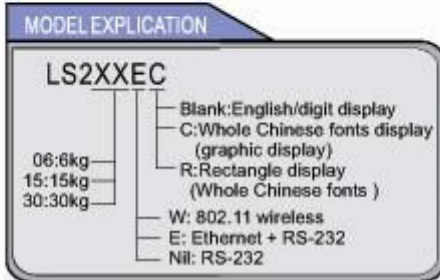 MODEL EXPLICATION
LS2XXEC
Blank:English/digit display
C:Whole Chinese fonts display
(graphic display)
06:6kg
R:Rectangle display
15:15kg
(Whole Chinese fonts )
30:30kg
W: 802.11 wireless
E: Ethernet + RS-232
Nil: RS-232